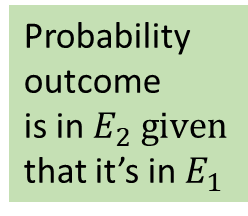 Probability
outcome
is in E₂ given
that it's in E₁